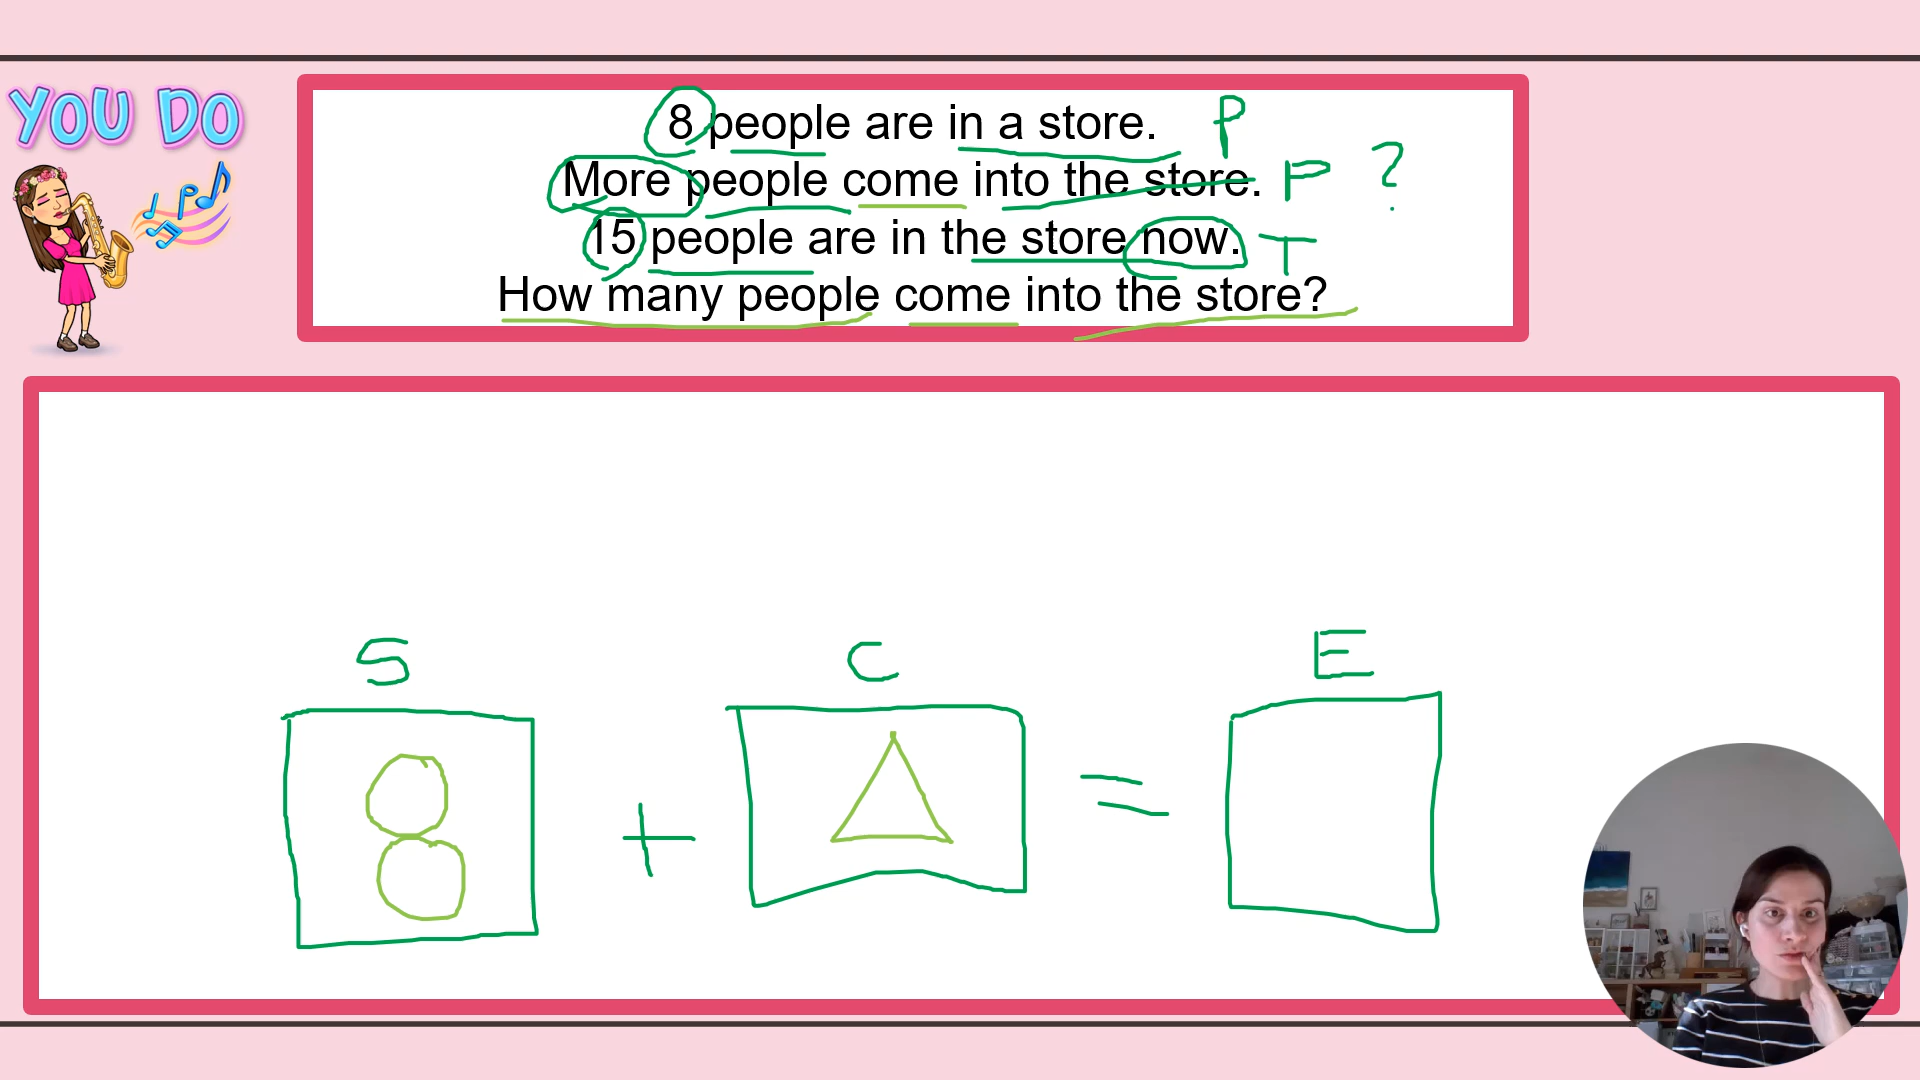 YOU DO
8 people are in a store. P
More people come into the store. P ?
15 people are in the store now. T
How many people come into the store?
S C E
8 + △ =